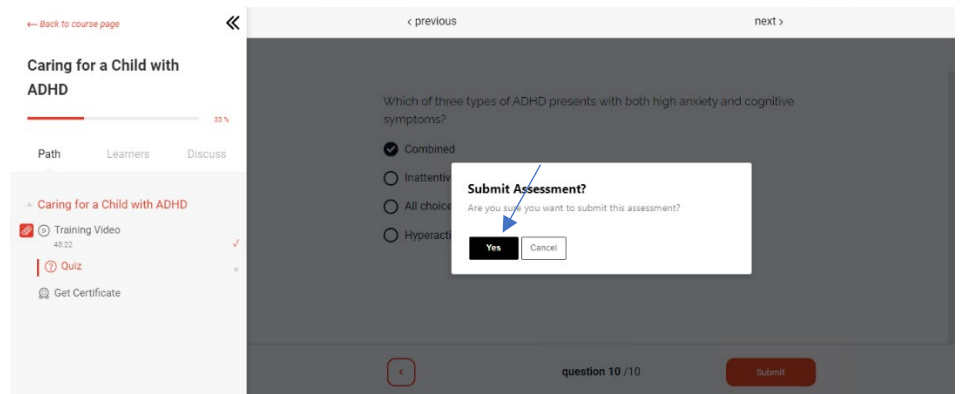 ← Back to course page
Caring for a Child with
ADHD
33 %
Path Learners Discuss
Caring for a Child with ADHD
Training Video
48:22
Quiz
Get Certificate
‹ previous next ›
Which of three types of ADHD presents with both high anxiety and cognitive
symptoms?
Combined
Inattentiv
All choice
Hyperacti
Submit Assessment?
Are you sure you want to submit this assessment?
Yes Cancel
question 10 /10
Submit